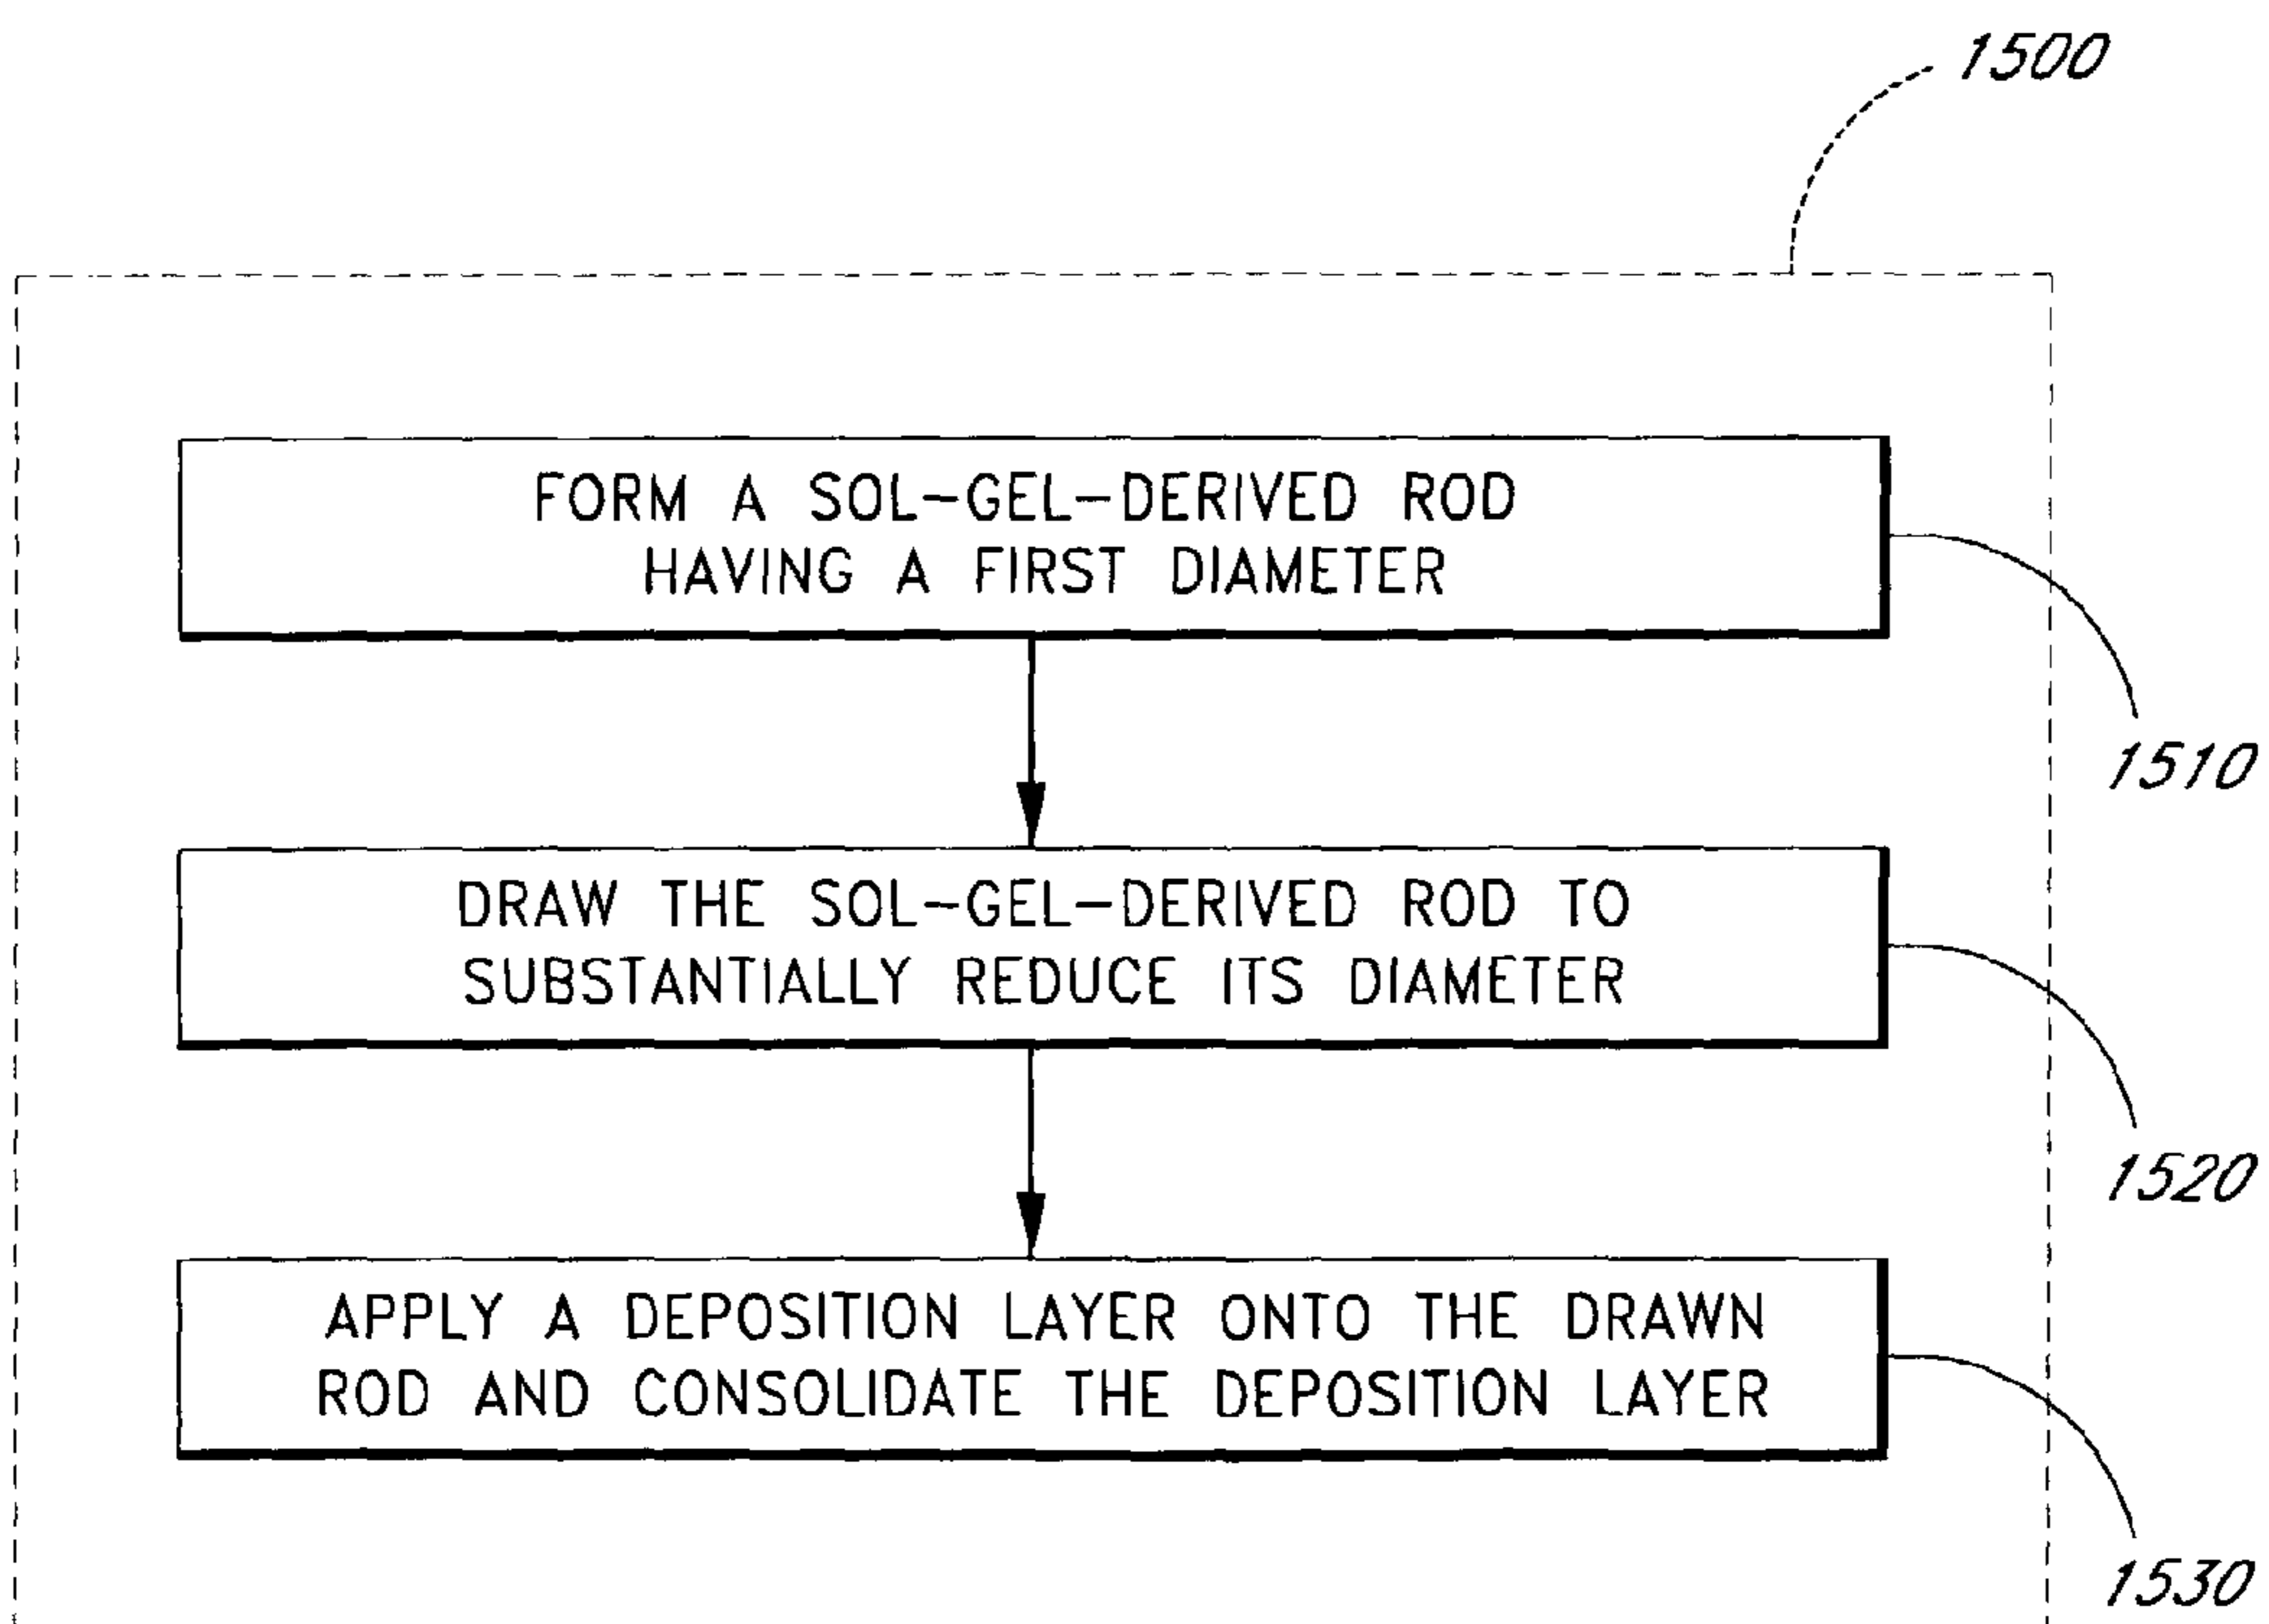 1500
FORM A SOL-GEL-DERIVED ROD
HAVING A FIRST DIAMETER
1510
DRAW THE SOL-GEL-DERIVED ROD TO
SUBSTANTIALLY REDUCE ITS DIAMETER
1520
APPLY A DEPOSITION LAYER ONTO THE DRAWN
ROD AND CONSOLIDATE THE DEPOSITION LAYER
1530